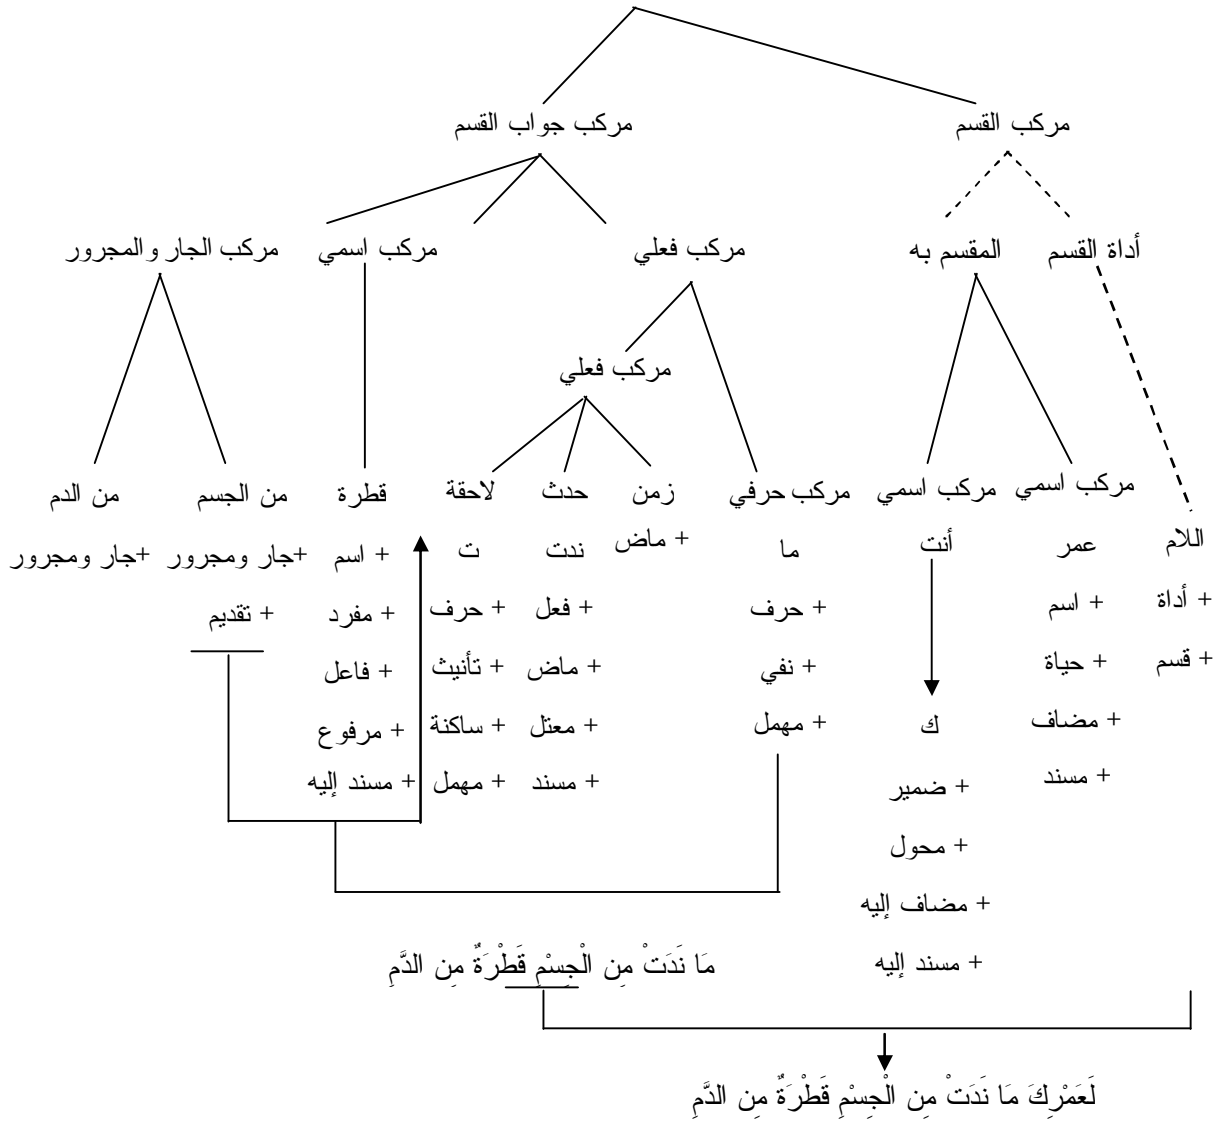 مركب القسم مركب جواب القسم
أداة القسم المقسم به مركب فعلي مركب اسمي مركب الجار والمجرور
مركب فعلي
مركب اسمي مركب اسمي مركب حرفي زمن حدث لاحقة قطرة من الجسم من الدم
اللام عمر أنت ما + ماض ندت ت + اسم +جار ومجرور +جار ومجرور
+ أداة + اسم + حرف + فعل + حرف + مفرد + تقديم
+ قسم + حياة + نفي + ماض + تأنيث + فاعل
+ مضاف ك + مهمل + معتل + ساكنة + مرفوع
+ مسند + ضمير + مسند + مهمل + مسند إليه
+ محول
+ مضاف إليه
+ مسند إليه مَا نَدَتْ مِن الْجِسْمِ قَطْرَةٌ مِن الدَّمِ
لَعَمْرِكَ مَا نَدَتْ مِن الْجِسْمِ قَطْرَةٌ مِن الدَّمِ